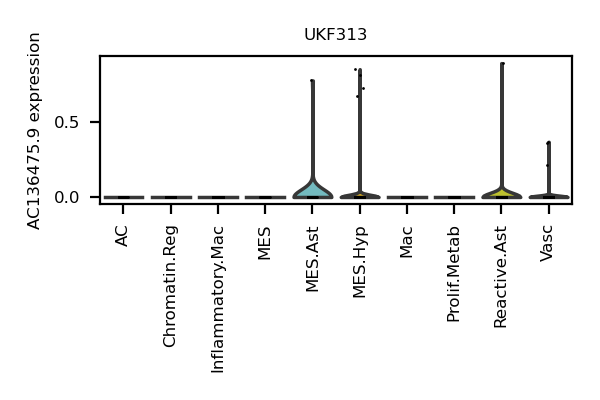 UKF313
AC136475.9 expression
0.5
0.0
AC
Chromatin.Reg
Inflammatory.Mac
MES
MES.Ast
MES.Hyp
Mac
Prolif.Metab
Reactive.Ast
Vasc